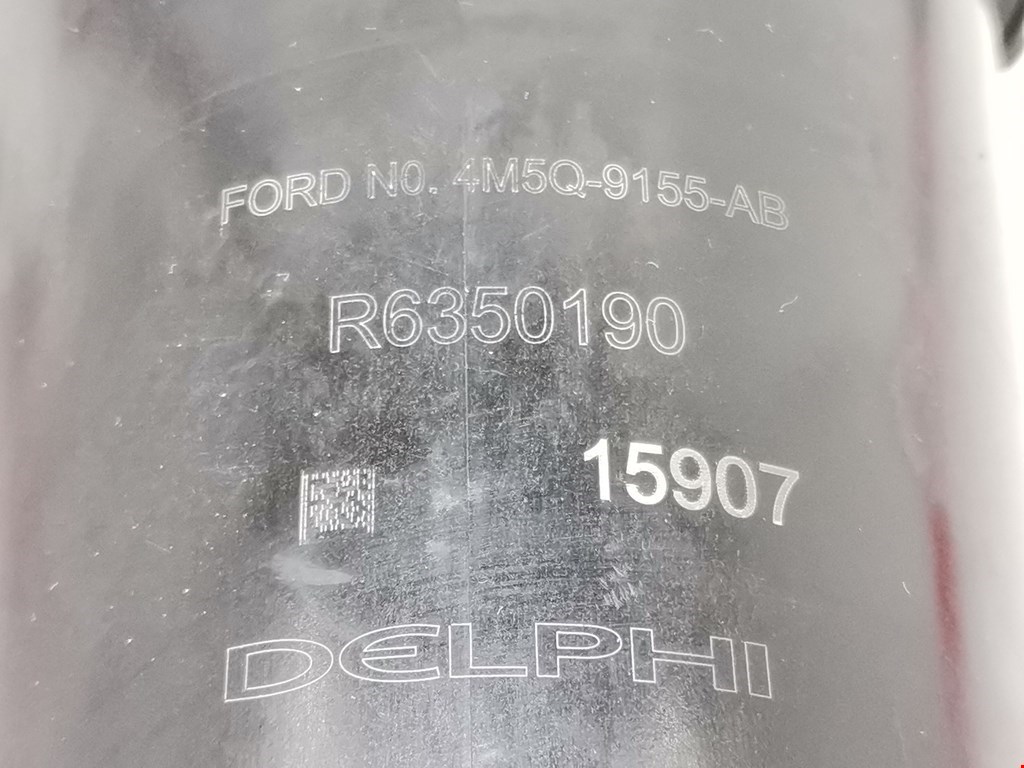 FORD N0. 4M5Q-9155-AB
R6350190
15907
DELPHI